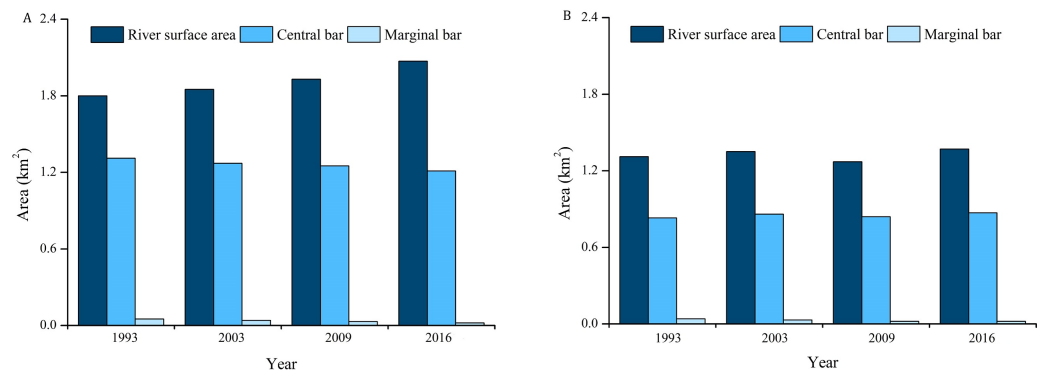 A
River surface area Central bar Marginal bar
2.4
1.8
1.2
0.6
0.0
Area (km²)
1993 2003 2009 2016
Year
B
River surface area Central bar Marginal bar
2.4
1.8
1.2
0.6
0.0
Area (km²)
1993 2003 2009 2016
Year